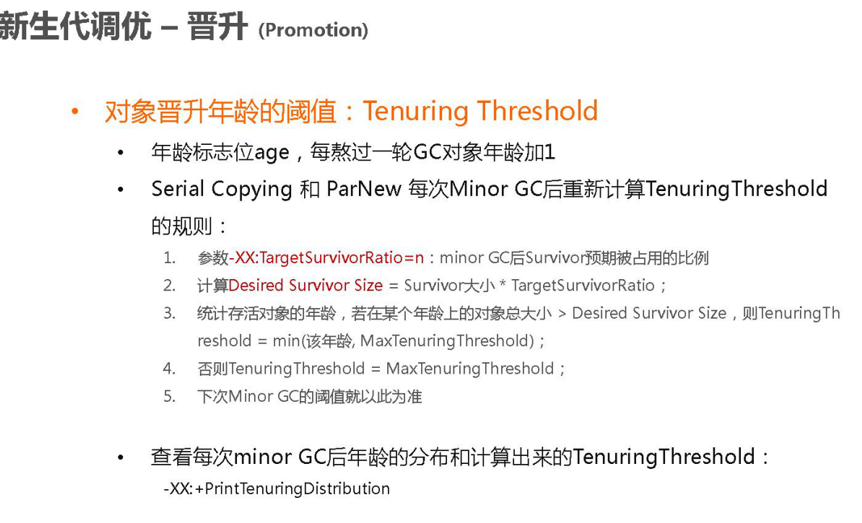 新生代调优 – 晋升 (Promotion)
• 对象晋升年龄的阈值：Tenuring Threshold
• 年龄标志位age，每熬过一轮GC对象年龄加1
• Serial Copying 和 ParNew 每次Minor GC后重新计算TenuringThreshold
的规则：
1. 参数-XX:TargetSurvivorRatio=n：minor GC后Survivor预期被占用的比例
2. 计算Desired Survivor Size = Survivor大小 * TargetSurvivorRatio；
3. 统计存活对象的年龄，若在某个年龄上的对象总大小 > Desired Survivor Size，则TenuringTh
reshold = min(该年龄, MaxTenuringThreshold)；
4. 否则TenuringThreshold = MaxTenuringThreshold；
5. 下次Minor GC的阈值就以此为准
• 查看每次minor GC后年龄的分布和计算出来的TenuringThreshold：
-XX:+PrintTenuringDistribution